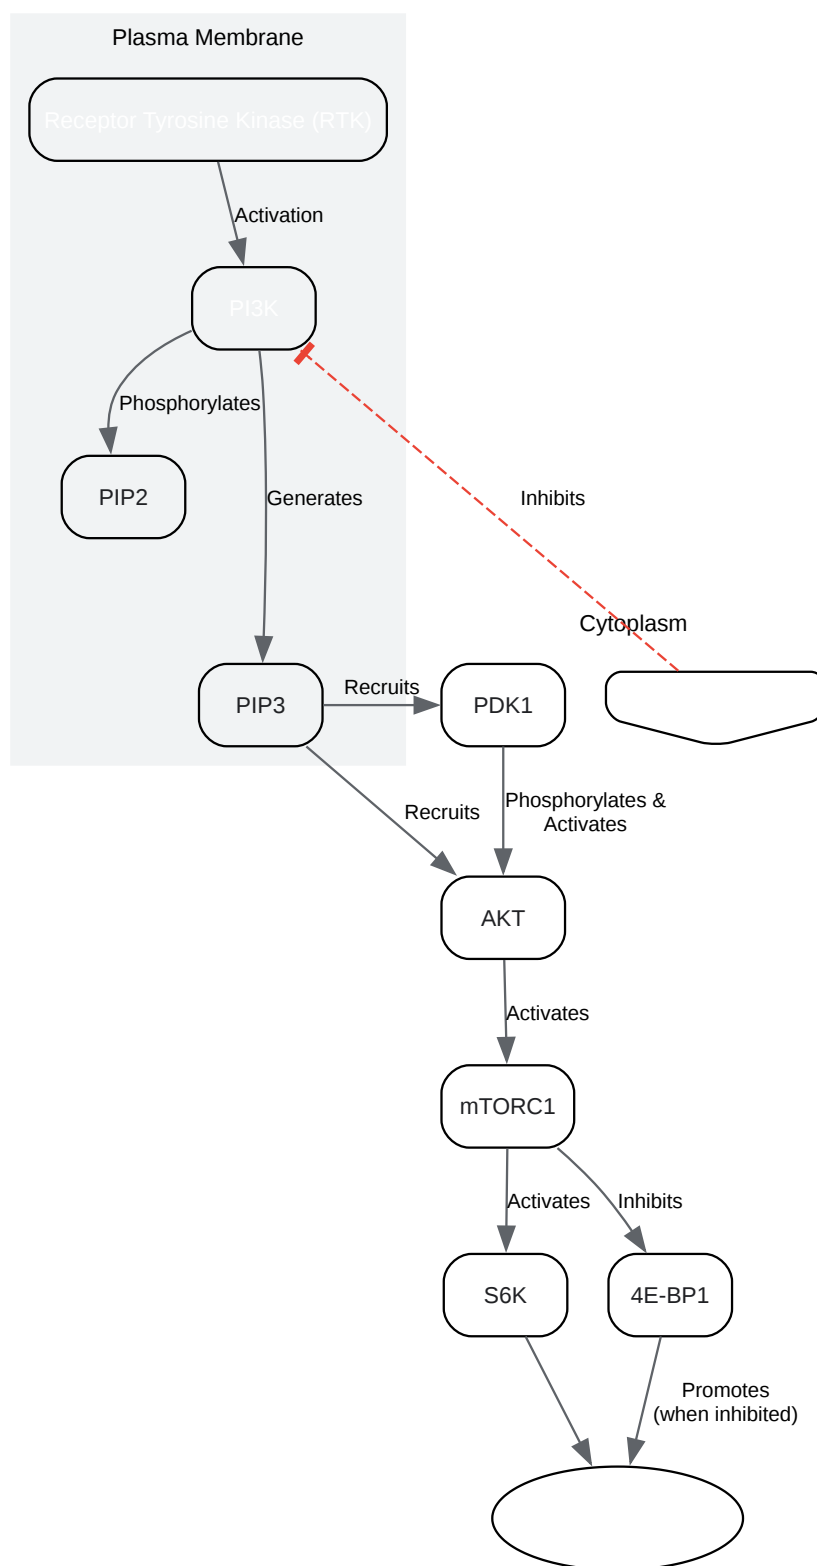 Plasma Membrane
Receptor Tyrosine Kinase (RTK)
Activation
PI3K
Phosphorylates
PIP2
Generates
Inhibits
Cytoplasm
PIP3
Recruits
PDK1
Recruits
Phosphorylates &
Activates
AKT
Activates
mTORC1
Activates
Inhibits
S6K
4E-BP1
Promotes
(when inhibited)